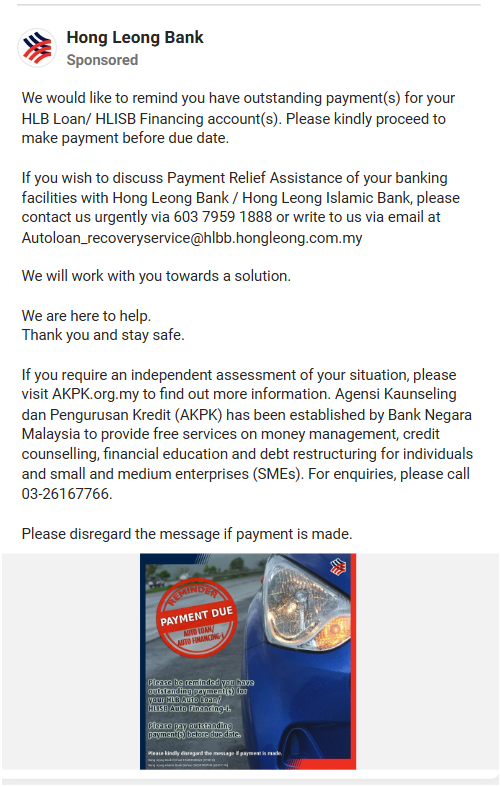 Hong Leong Bank
Sponsored
We would like to remind you have outstanding payment(s) for your
HLB Loan/ HLISB Financing account(s). Please kindly proceed to
make payment before due date.
If you wish to discuss Payment Relief Assistance of your banking
facilities with Hong Leong Bank / Hong Leong Islamic Bank, please
contact us urgently via 603 7959 1888 or write to us via email at
Autoloan_recoveryservice@hlbb.hongleong.com.my
We will work with you towards a solution.
We are here to help.
Thank you and stay safe.
If you require an independent assessment of your situation, please
visit AKPK.org.my to find out more information. Agensi Kaunseling
dan Pengurusan Kredit (AKPK) has been established by Bank Negara
Malaysia to provide free services on money management, credit
counselling, financial education and debt restructuring for individuals
and small and medium enterprises (SMEs). For enquiries, please call
03-26167766.
Please disregard the message if payment is made.
REMINDER
PAYMENT DUE
AUTO LOAN/
AUTO FINANCING-i
Please be reminded you have
outstanding payment(s) for
your HLB Auto Loan/
HLISB Auto Financing-i.
Please pay outstanding
payment(s) before due date.
Please kindly disregard the message if payment is made.